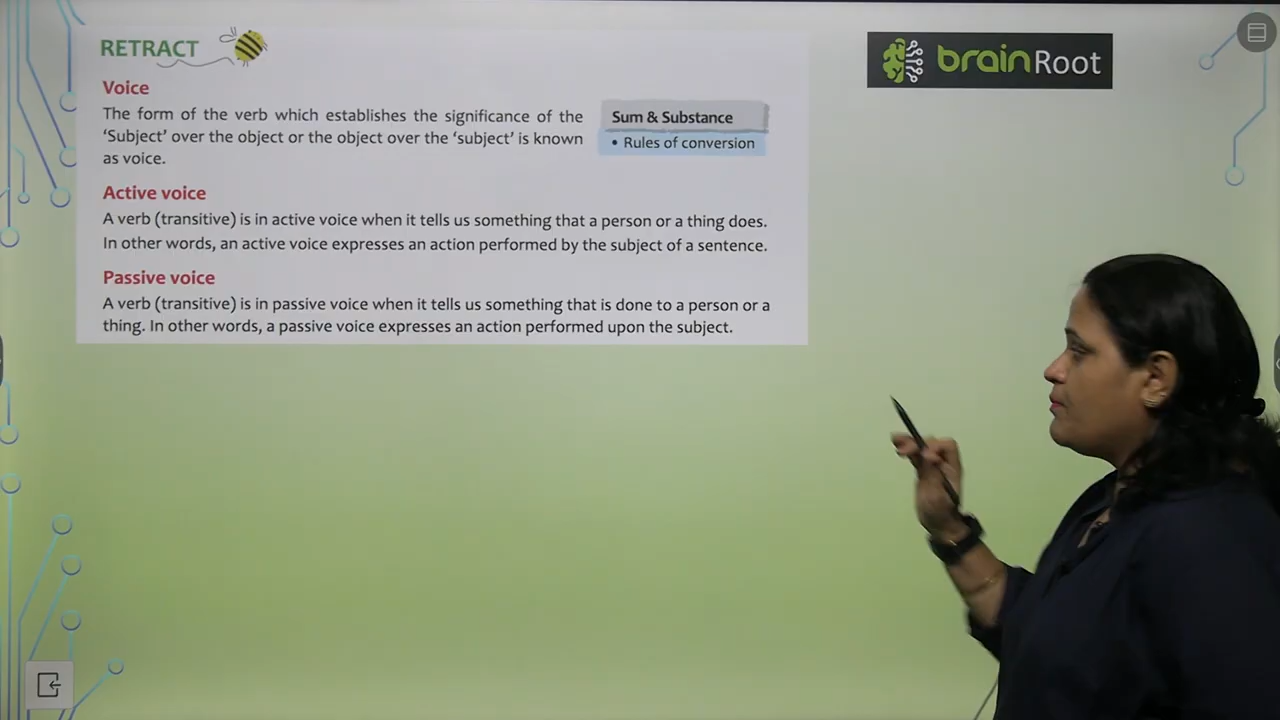 RETRACT
brainRoot
Voice
The form of the verb which establishes the significance of the
‘Subject’ over the object or the object over the ‘subject’ is known
as voice.
Sum & Substance
• Rules of conversion
Active voice
A verb (transitive) is in active voice when it tells us something that a person or a thing does.
In other words, an active voice expresses an action performed by the subject of a sentence.
Passive voice
A verb (transitive) is in passive voice when it tells us something that is done to a person or a
thing. In other words, a passive voice expresses an action performed upon the subject.